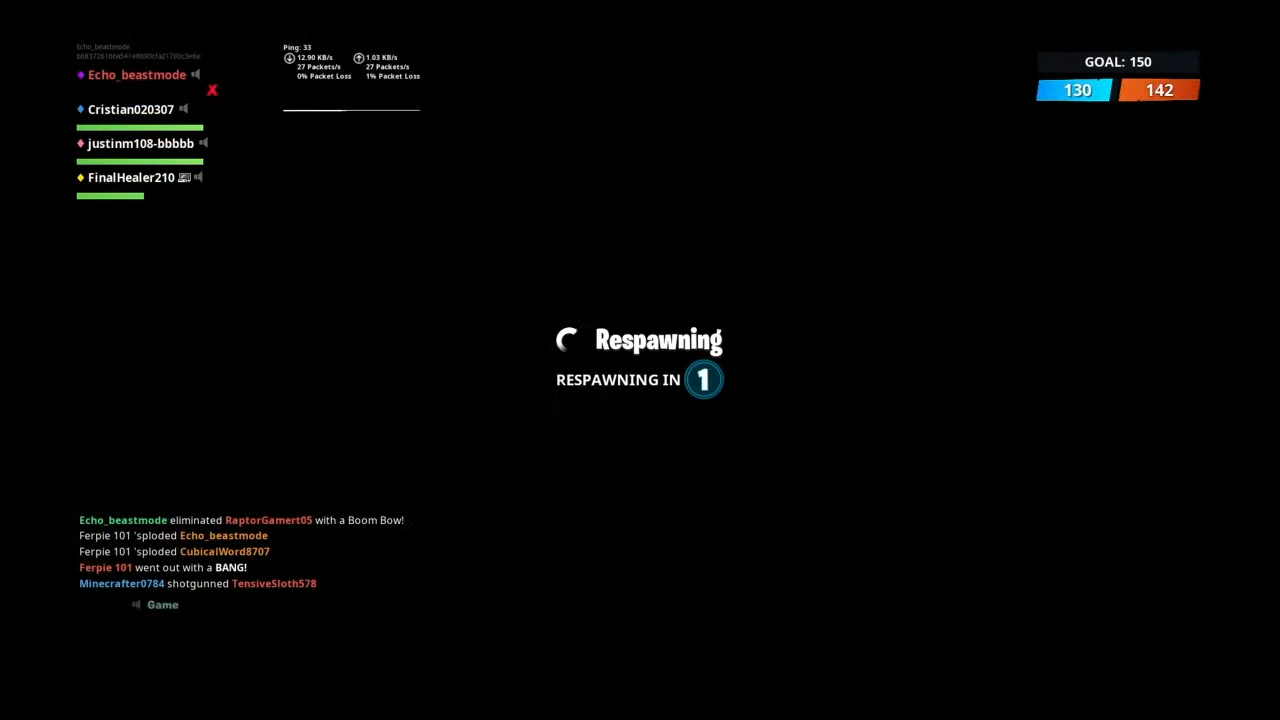 Echo_beastmode
Echo_beastmode
Cristian020307
justinm108-bbbbb
FinalHealer210
Ping: 33
12.90 KB/s 1.03 KB/s
27 Packets/s 27 Packets/s
0% Packet Loss 1% Packet Loss
GOAL: 150
130 142
Respawning
RESPAWNING IN 1
Echo_beastmode eliminated RaptorGamert05 with a Boom Bow!
Ferpie 101 'sploded Echo_beastmode
Ferpie 101 'sploded CubicalWord8707
Ferpie 101 went out with a BANG!
Minecrafter0784 shotgunned TensiveSloth578
Game